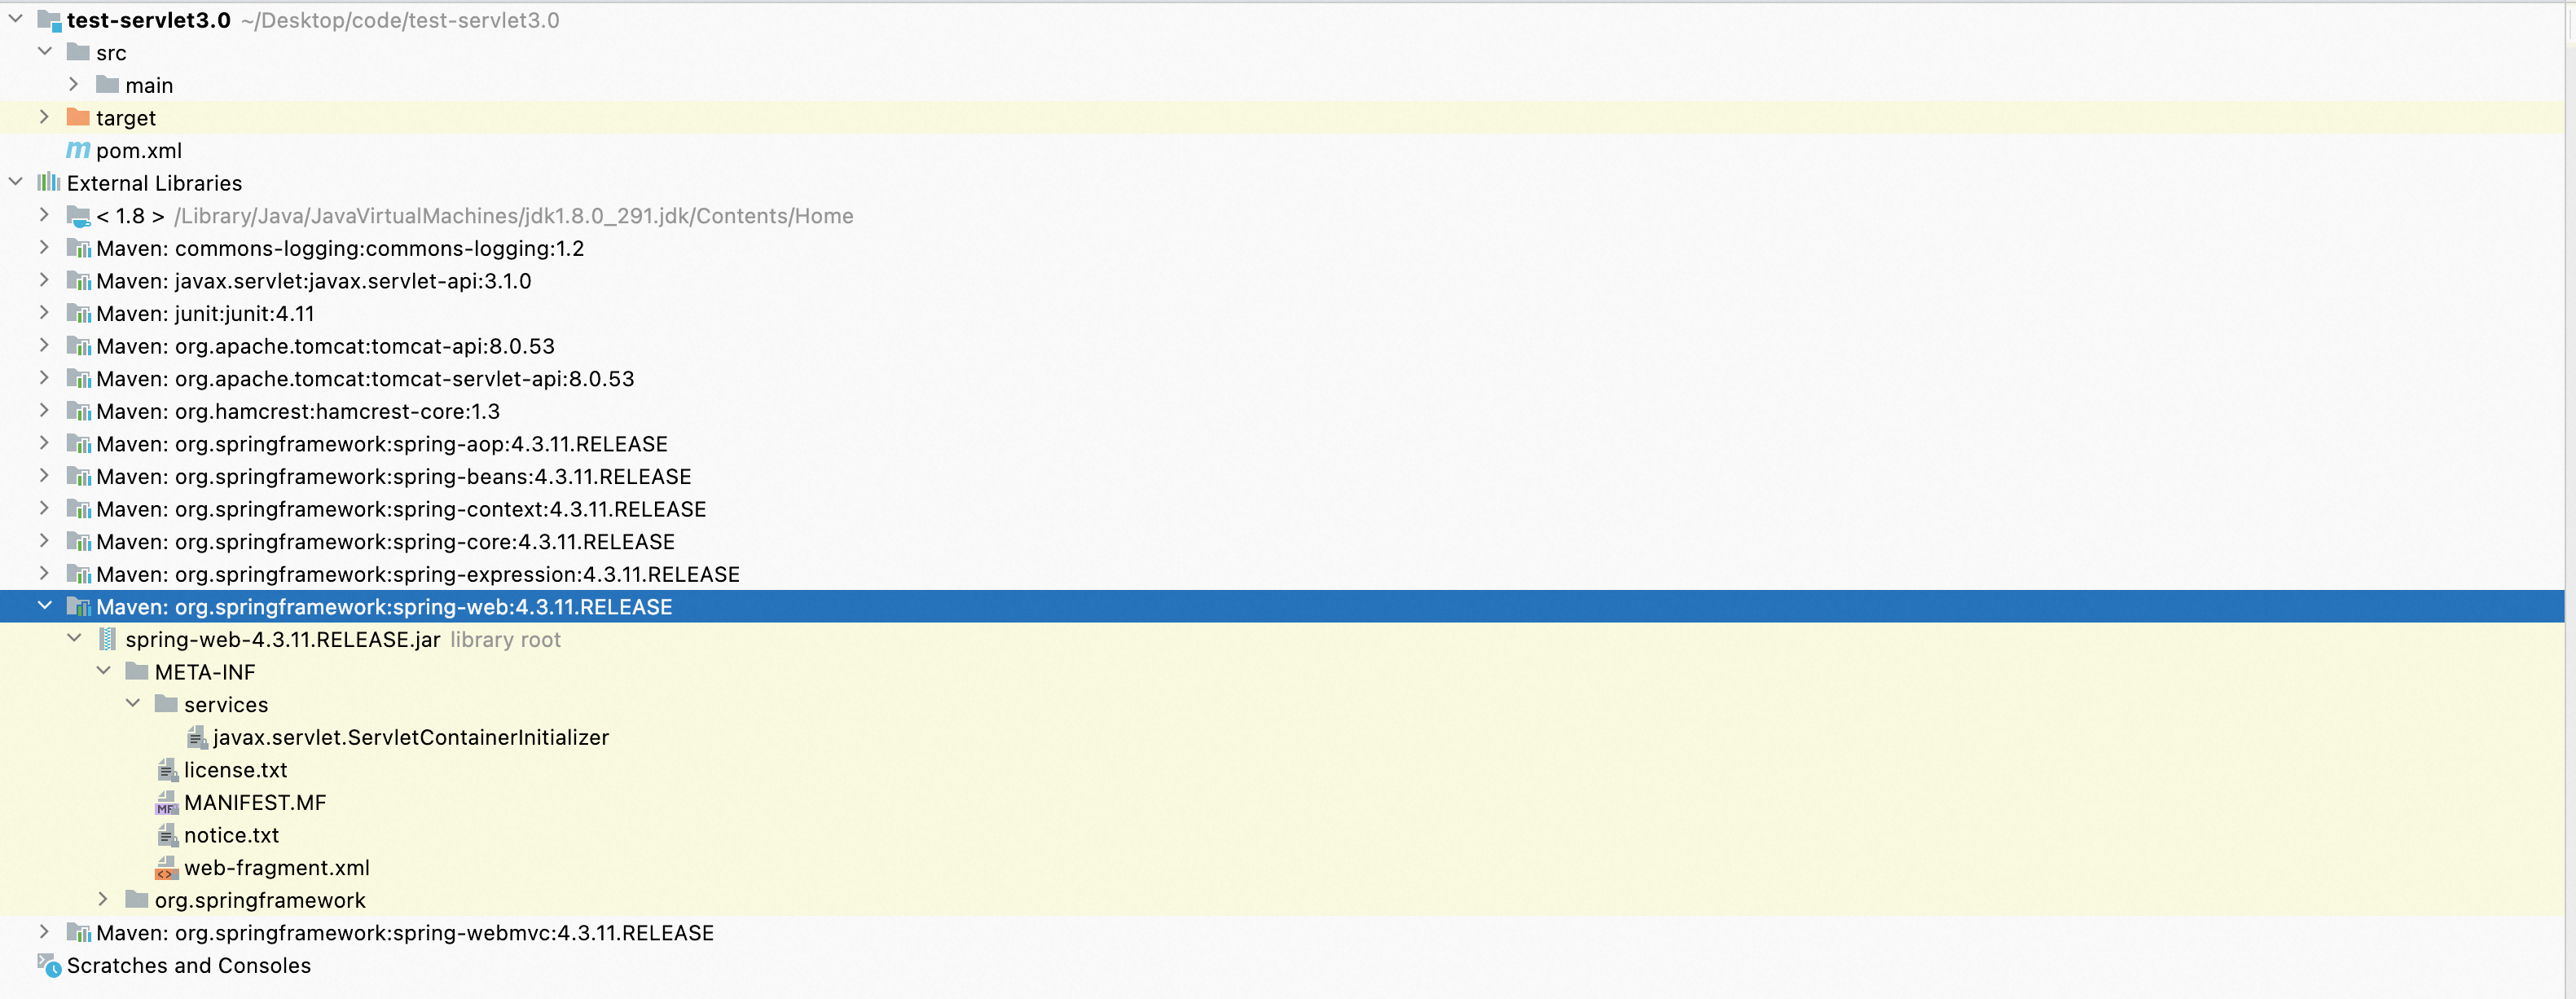 test-servlet3.0 ~/Desktop/code/test-servlet3.0
src
main
target
m pom.xml
External Libraries
< 1.8 > /Library/Java/JavaVirtualMachines/jdk1.8.0_291.jdk/Contents/Home
Maven: commons-logging:commons-logging:1.2
Maven: javax.servlet:javax.servlet-api:3.1.0
Maven: junit:junit:4.11
Maven: org.apache.tomcat:tomcat-api:8.0.53
Maven: org.apache.tomcat:tomcat-servlet-api:8.0.53
Maven: org.hamcrest:hamcrest-core:1.3
Maven: org.springframework:spring-aop:4.3.11.RELEASE
Maven: org.springframework:spring-beans:4.3.11.RELEASE
Maven: org.springframework:spring-context:4.3.11.RELEASE
Maven: org.springframework:spring-core:4.3.11.RELEASE
Maven: org.springframework:spring-expression:4.3.11.RELEASE
Maven: org.springframework:spring-web:4.3.11.RELEASE
spring-web-4.3.11.RELEASE.jar library root
META-INF
services
javax.servlet.ServletContainerInitializer
license.txt
MF MANIFEST.MF
notice.txt
<> web-fragment.xml
org.springframework
Maven: org.springframework:spring-webmvc:4.3.11.RELEASE
Scratches and Consoles